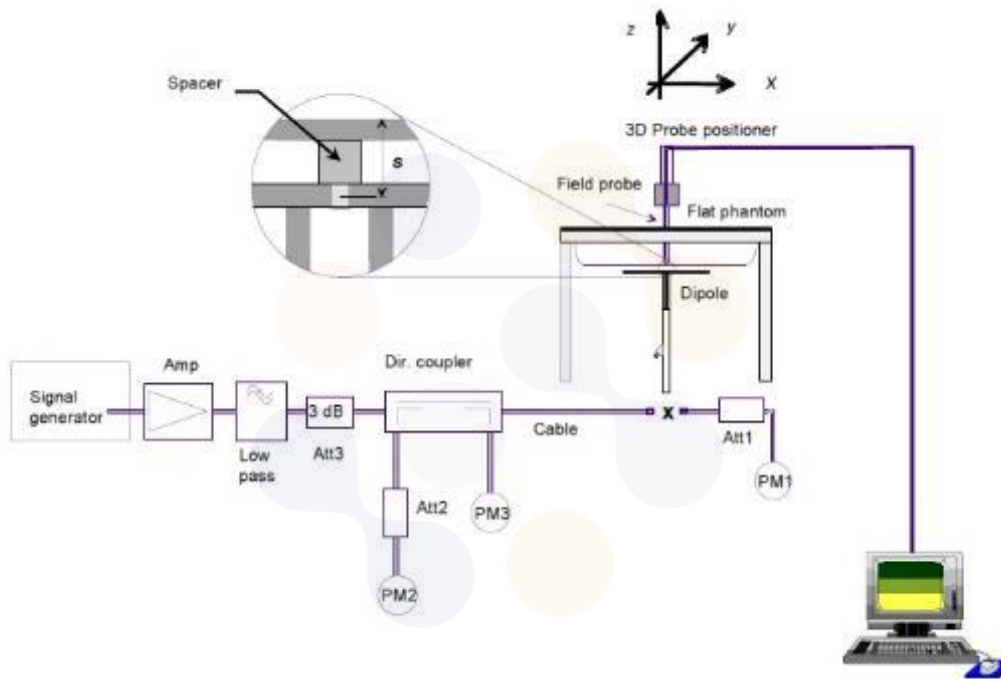 z
y
X
Spacer
s
3D Probe positioner
Field probe
Flat phantom
Dipole
Signal
generator
Amp
Low
pass
3 dB
Att3
Dir. coupler
Att2
PM2
PM3
Cable
x
Att1
PM1